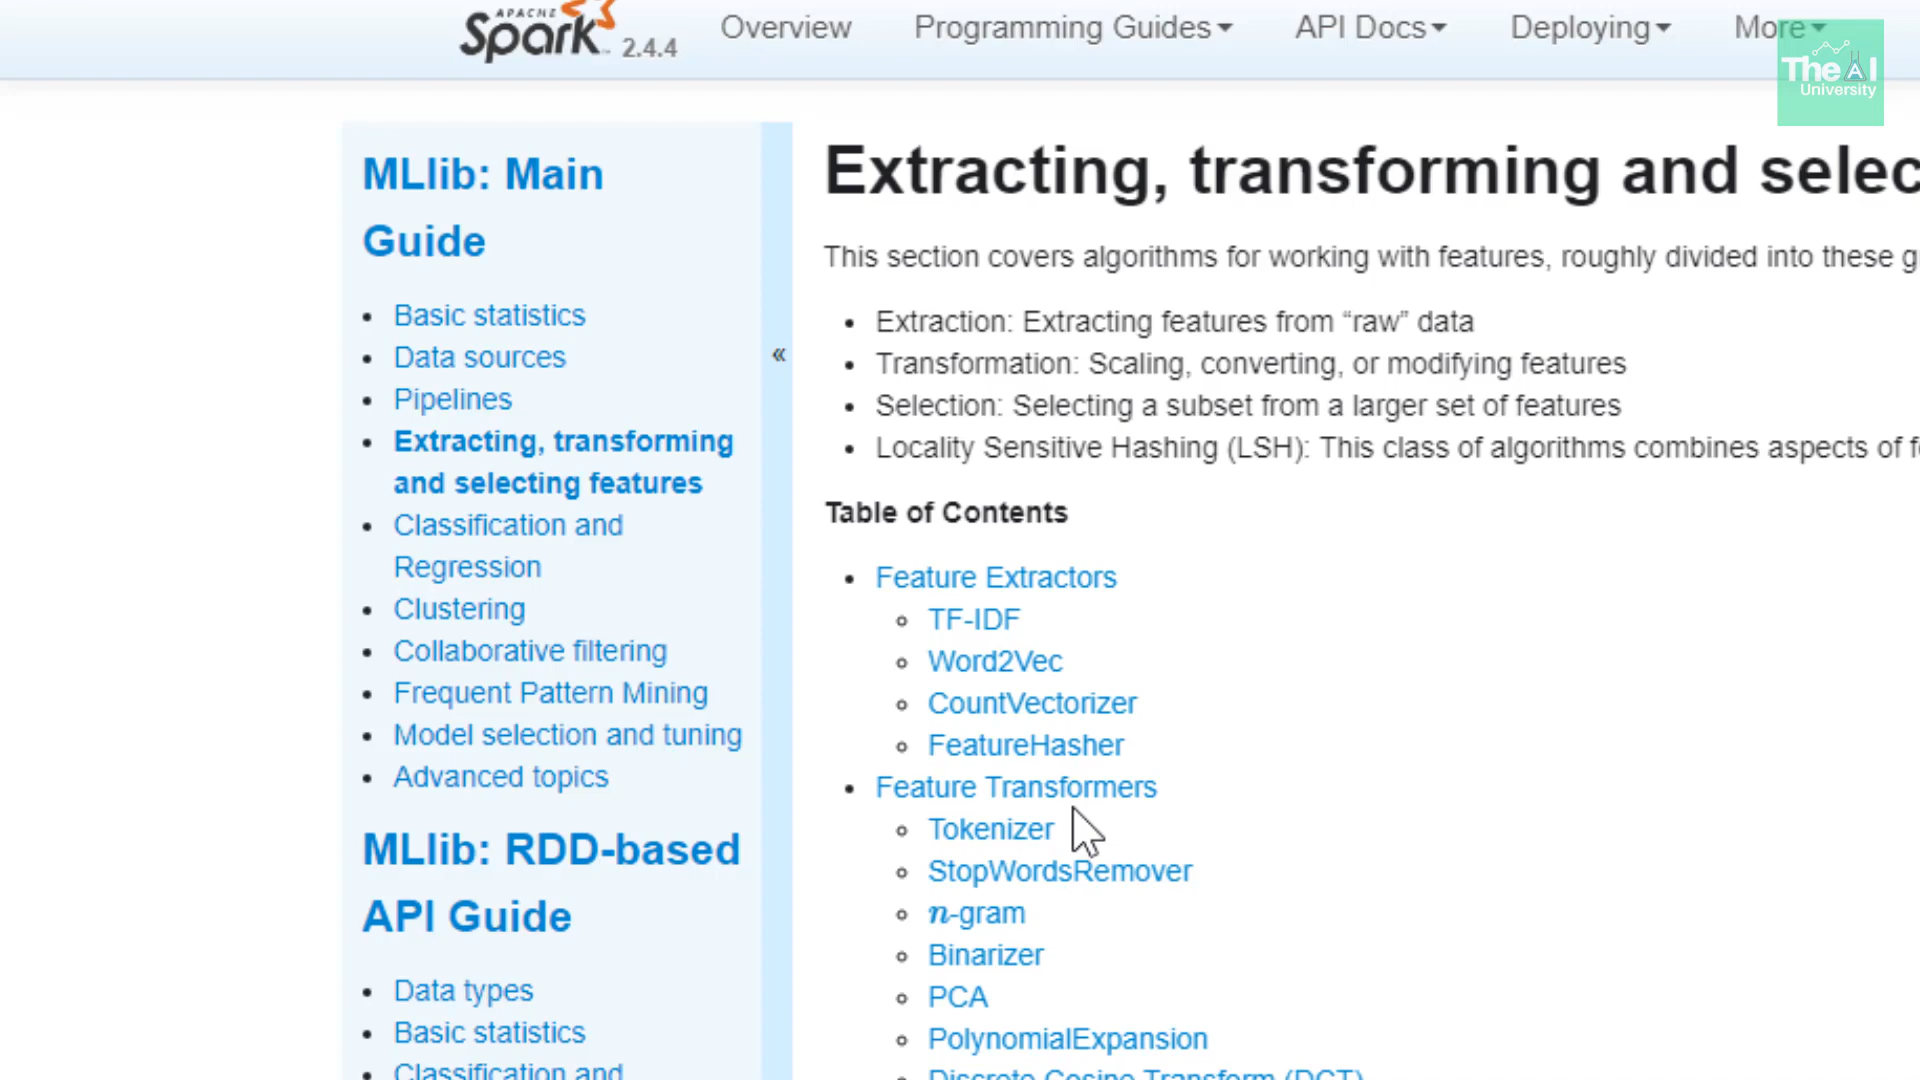 APACHE
Spark 2.4.4
Overview
Programming Guides
API Docs
Deploying
More
The AI
University
MLlib: Main
Guide
Basic statistics
Data sources
Pipelines
Extracting, transforming
and selecting features
Classification and
Regression
Clustering
Collaborative filtering
Frequent Pattern Mining
Model selection and tuning
Advanced topics
MLlib: RDD-based
API Guide
Data types
Basic statistics
Classification and
«
Extracting, transforming and selec
This section covers algorithms for working with features, roughly divided into these g
Extraction: Extracting features from “raw” data
Transformation: Scaling, converting, or modifying features
Selection: Selecting a subset from a larger set of features
Locality Sensitive Hashing (LSH): This class of algorithms combines aspects of f
Table of Contents
Feature Extractors
TF-IDF
Word2Vec
CountVectorizer
FeatureHasher
Feature Transformers
Tokenizer
StopWordsRemover
n-gram
Binarizer
PCA
PolynomialExpansion
Discrete Cosine Transform (DCT)